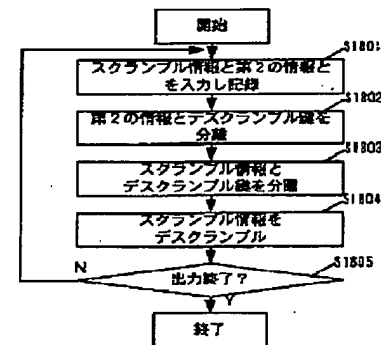 開始
S1801
スクランブル情報と第2の情報と
を入力し記録
S1802
第2の情報とデスクランブル鍵を
分離
S1803
スクランブル情報と
デスクランブル鍵を分離
S1804
スクランブル情報を
デスクランブル
S1805
N
出力終了?
Y
終了